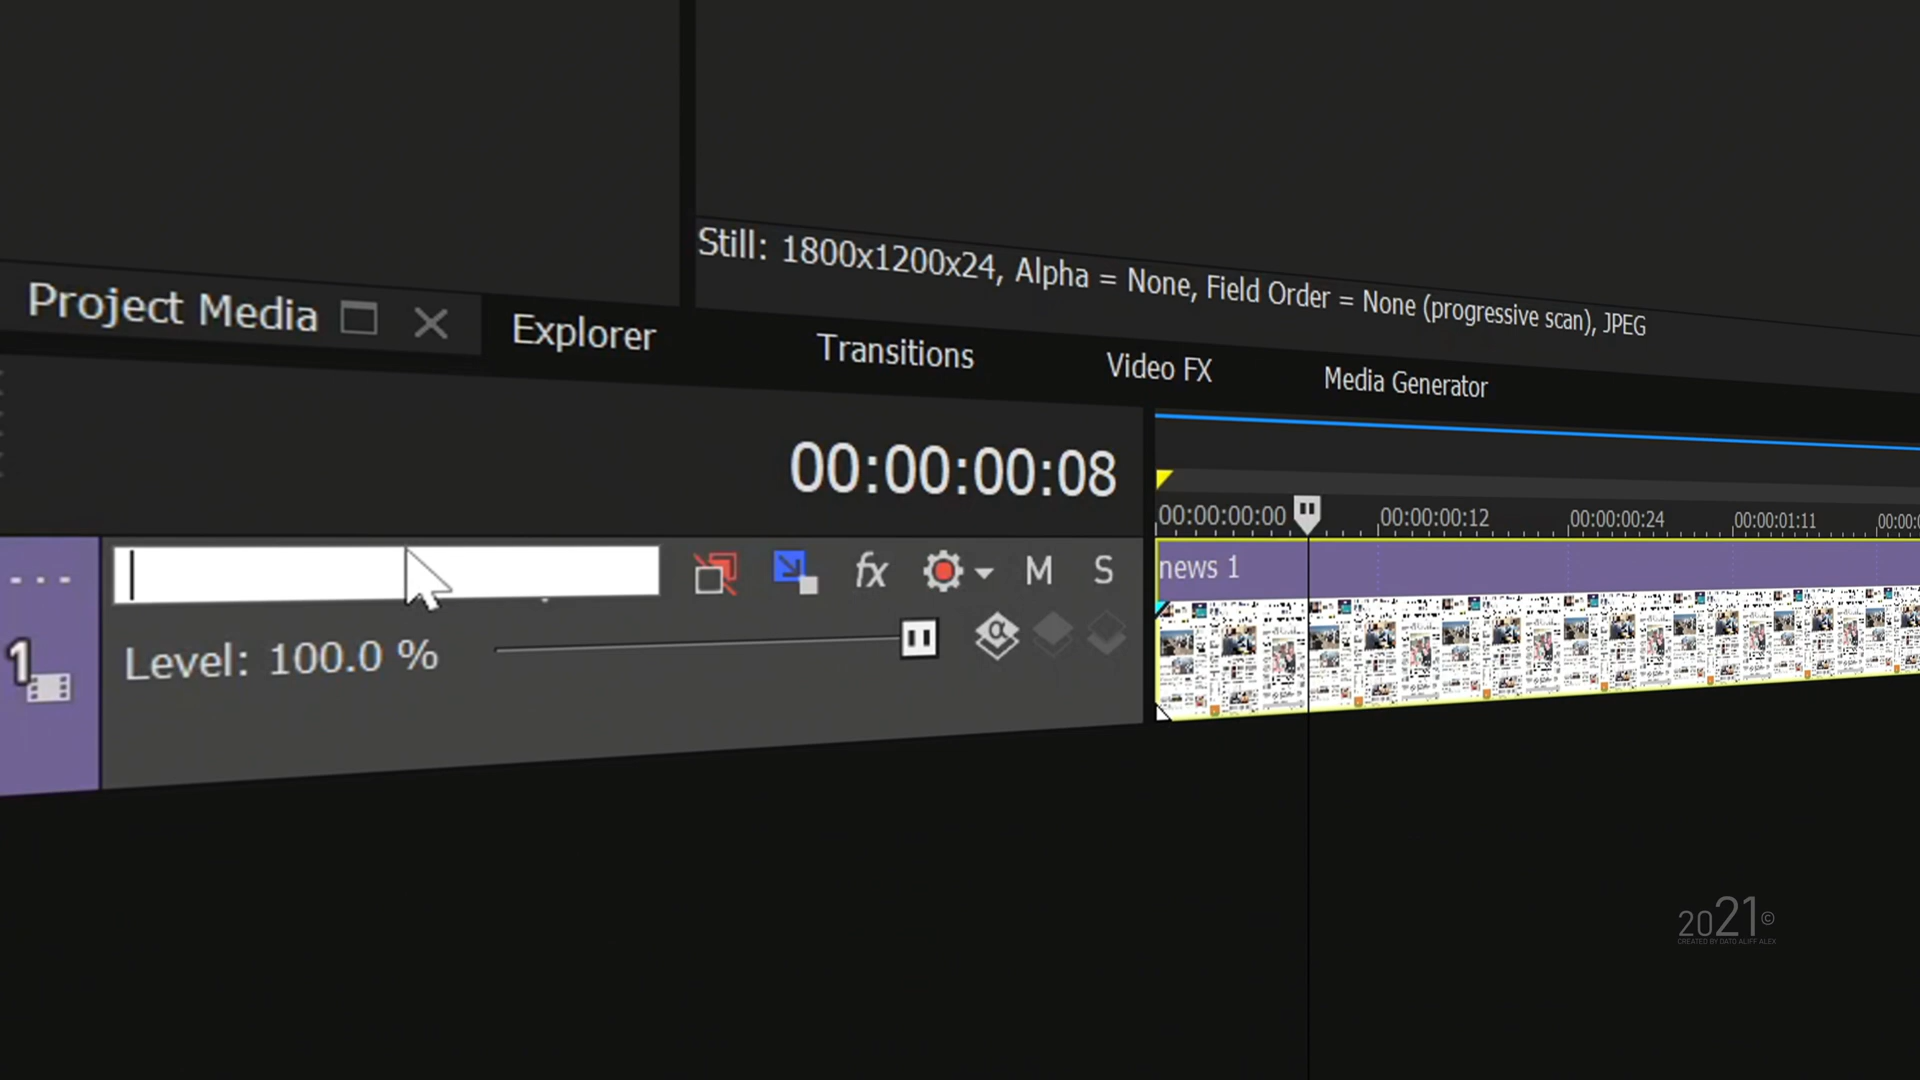 Still: 1800x1200x24, Alpha = None, Field Order = None (progressive scan), JPEG
Project Media
Explorer
Transitions
Video FX
Media Generator
00:00:00:08
00:00:00:00
00:00:00:12
00:00:00:24
00:00:01:11
fx
M
S
news 1
1
Level: 100.0 %
2021©
CREATED BY DATO ALIFF ALEX